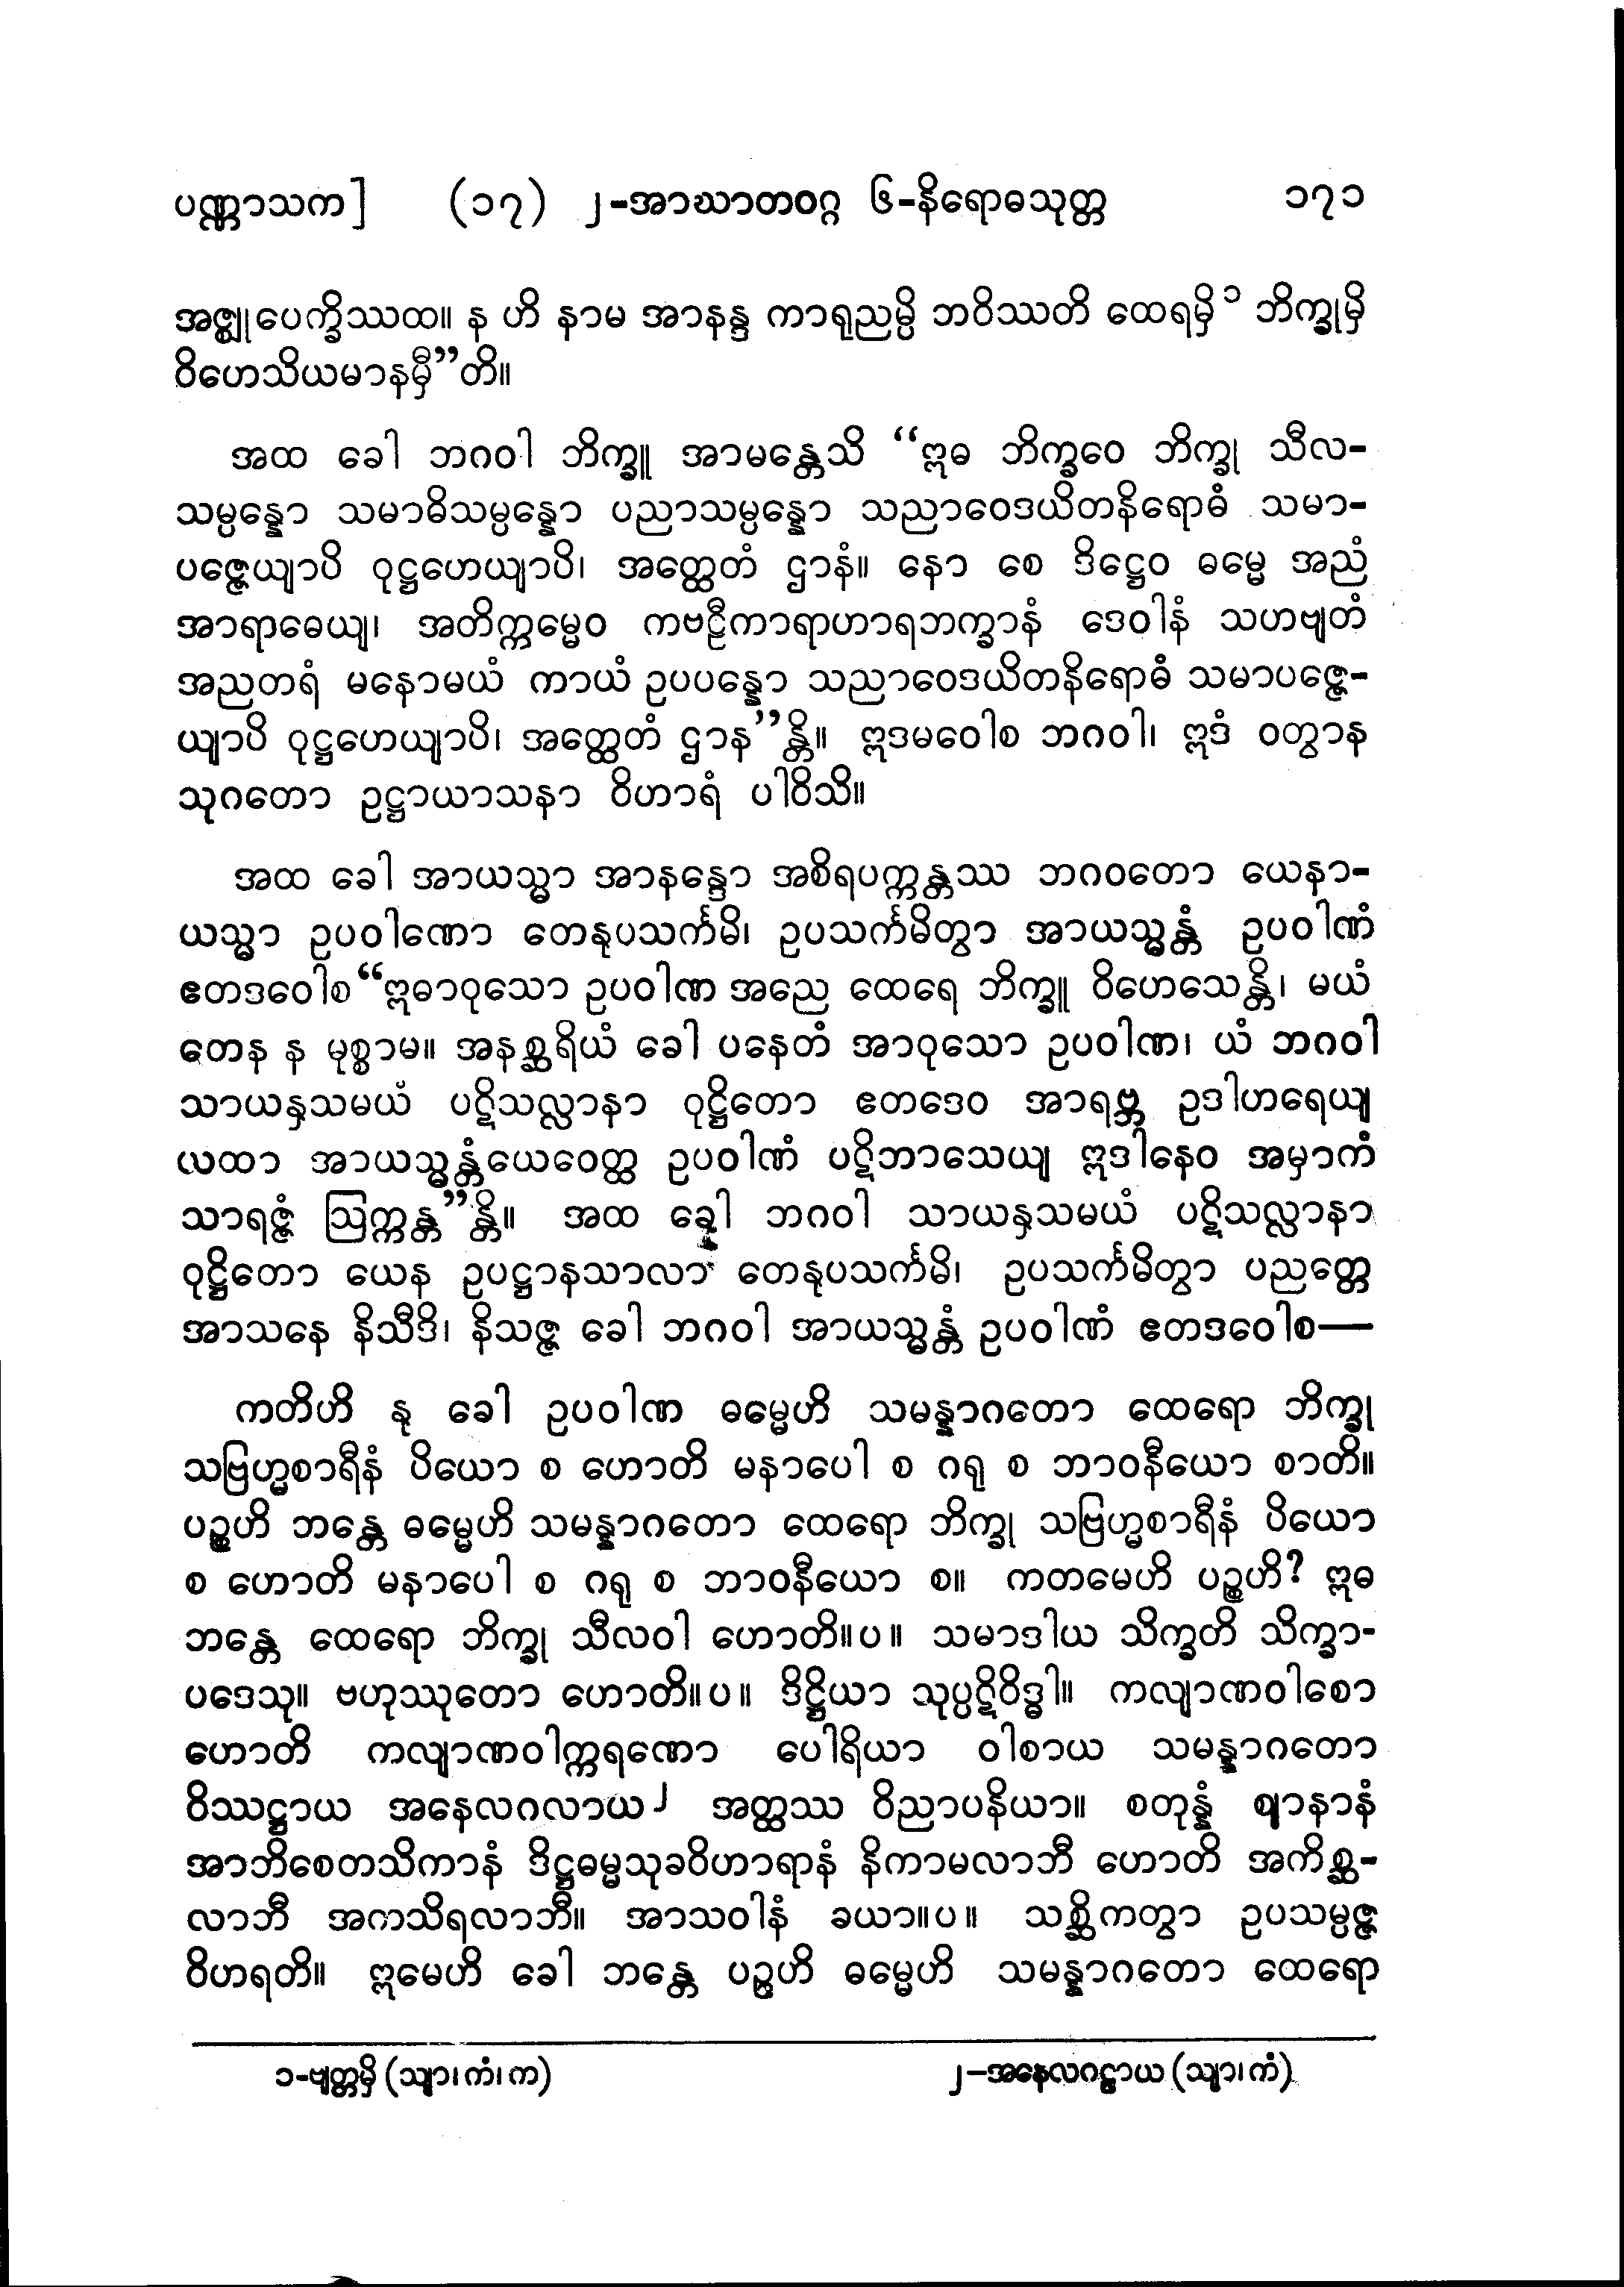 ပဏ္ဏာသက] (၁၇) ၂-အာဃာတဝဂ္ဂ ၆-နိရောဓသုတ္တ ၁၇၁
အဇ္ဈုပေက္ခိဿထ။ န ဟိ နာမ အာနန္ဒ ကာရုညမ္ပိ ဘဝိဿတိ ထေရမှိ၁ ဘိက္ခုမှိ
ဝိဟေသိယမာနမှီ”တိ။
အထ ခေါ ဘဂဝါ ဘိက္ခူ အာမန္တေသိ “ဣဓ ဘိက္ခဝေ ဘိက္ခု သီလ-
သမ္ပန္နော သမာဓိသမ္ပန္နော ပညာသမ္ပန္နော သညာဝေဒယိတနိရောဓံ သမာ-
ပဇ္ဇေယျာပိ ဝုဋ္ဌဟေယျာပိ၊ အတ္ထေတံ ဌာနံ။ နော စေ ဒိဋ္ဌေဝ ဓမ္မေ အညံ
အာရာဓေယျ၊ အတိက္ကမ္မေဝ ကဗဠီကာရာဟာရဘက္ခာနံ ဒေဝါနံ သဟဗျတံ
အညတရံ မနောမယံ ကာယံ ဥပပန္နော သညာဝေဒယိတနိရောဓံ သမာပဇ္ဇေ-
ယျာပိ ဝုဋ္ဌဟေယျာပိ၊ အတ္ထေတံ ဌာန”န္တိ။ ဣဒမဝေါစ ဘဂဝါ၊ ဣဒံ ဝတွာန
သုဂတော ဥဋ္ဌာယာသနာ ဝိဟာရံ ပါဝိသိ။
အထ ခေါ အာယသ္မာ အာနန္ဒော အစိရပက္ကန္တဿ ဘဂဝတော ယေနာ-
ယသ္မာ ဥပဝါဏော တေနုပသင်္ကမိ၊ ဥပသင်္ကမိတွာ အာယသ္မန္တံ ဥပဝါဏံ
ဧတဒဝေါစ “ဣဓာဝုသော ဥပဝါဏ အညေ ထေရေ ဘိက္ခူ ဝိဟေသေန္တိ၊ မယံ
တေန န မုစ္စာမ။ အနစ္ဆရိယံ ခေါ ပနေတံ အာဝုသော ဥပဝါဏ၊ ယံ ဘဂဝါ
သာယနှသမယံ ပဋိသလ္လာနာ ဝုဋ္ဌိတော ဧတဒေဝ အာရဗ္ဘ ဥဒါဟရေယျ
ယထာ အာယသ္မန္တံယေဝေတ္ထ ဥပဝါဏံ ပဋိဘာသေယျ ဣဒါနေဝ အမှာကံ
သာရဇ္ဇံ ဩက္ကန္တ”န္တိ။ အထ ခေါ ဘဂဝါ သာယနှသမယံ ပဋိသလ္လာနာ
ဝုဋ္ဌိတော ယေန ဥပဋ္ဌာနသာလာ တေနုပသင်္ကမိ၊ ဥပသင်္ကမိတွာ ပညတ္တေ
အာသနေ နိသီဒိ၊ နိသဇ္ဇ ခေါ ဘဂဝါ အာယသ္မန္တံ ဥပဝါဏံ ဧတဒဝေါစ—
ကတိဟိ နု ခေါ ဥပဝါဏ ဓမ္မေဟိ သမန္နာဂတော ထေရော ဘိက္ခု
သဗြဟ္မစာရီနံ ပိယော စ ဟောတိ မနာပေါ စ ဂရု စ ဘာဝနီယော စာတိ။
ပဉ္စဟိ ဘန္တေ ဓမ္မေဟိ သမန္နာဂတော ထေရော ဘိက္ခု သဗြဟ္မစာရီနံ ပိယော
စ ဟောတိ မနာပေါ စ ဂရု စ ဘာဝနီယော စ။ ကတမေဟိ ပဉ္စဟိ? ဣဓ
ဘန္တေ ထေရော ဘိက္ခု သီလဝါ ဟောတိ။ပ။ သမာဒါယ သိက္ခတိ သိက္ခာ-
ပဒေသု။ ဗဟုဿုတော ဟောတိ။ပ။ ဒိဋ္ဌိယာ သုပ္ပဋိဝိဒ္ဓါ။ ကလျာဏဝါစော
ဟောတိ ကလျာဏဝါက္ကရဏော ပေါရိယာ ဝါစာယ သမန္နာဂတော
ဝိဿဋ္ဌာယ အနေလဂလာယ၂ အတ္ထဿ ဝိညာပနိယာ။ စတုန္နံ ဈာနာနံ
အာဘိစေတသိကာနံ ဒိဋ္ဌဓမ္မသုခဝိဟာရာနံ နိကာမလာဘီ ဟောတိ အကိစ္ဆ-
လာဘီ အကသိရလာဘီ။ အာသဝါနံ ခယာ။ပ။ သစ္ဆိကတွာ ဥပသမ္ပဇ္ဇ
ဝိဟရတိ။ ဣမေဟိ ခေါ ဘန္တေ ပဉ္စဟိ ဓမ္မေဟိ သမန္နာဂတော ထေရော
၁-ဗျတ္တမှိ (သျာ၊ကံ၊က) ၂-အနေလဂဠာယ (သျာ၊ကံ)